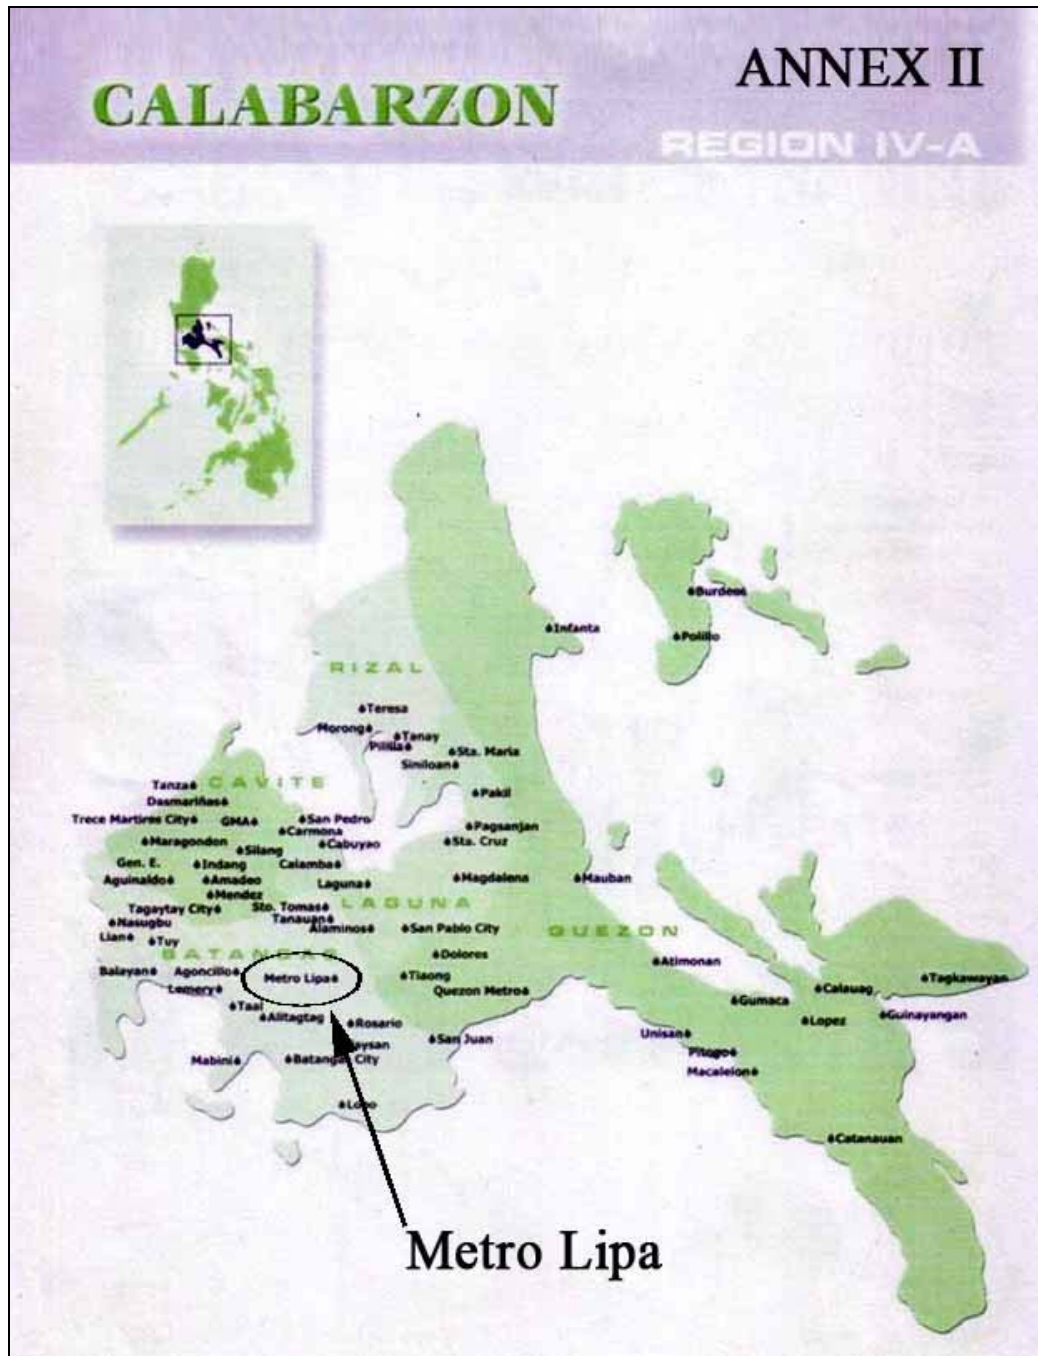 ANNEX II
CALABARZON
REGION IV-A
Burdeos
Infanta
Polillo
RIZAL
Teresa
Morong
Tanay
Pililla
Sta. Maria
Siniloan
CAVITE
Tanza
Pakil
Dasmariñas
Trece Martires City
GMA
San Pedro
Carmona
Pagsanjan
Maragondon
Silang
Cabuyao
Sta. Cruz
Gen. E.
Aguinaldo
Indang
Calamba
Amadeo
Laguna
Magdalena
Mauban
Mendez
Tagaytay City
Sto. Tomas
LAGUNA
Nasugbu
Tanauan
Alaminos
San Pablo City
QUEZON
Lian
Tuy
BATANGAS
Dolores
Atimonan
Balayan
Agoncillo
Metro Lipa
Tiaong
Tagkawayan
Lemery
Quezon Metro
Calauag
Gumaca
Taal
Alitagtag
Rosario
Lopez
Guinayangan
San Juan
Unisan
aysan
Pitogo
Mabini
Batangas City
Macalelon
Lobo
Catanauan
Metro Lipa